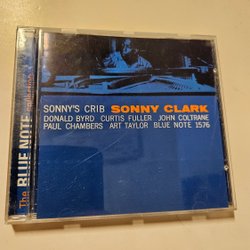 SONNY'S CRIB SONNY CLARK
DONALD BYRD CURTIS FULLER JOHN COLTRANE
PAUL CHAMBERS ART TAYLOR BLUE NOTE 1576
The BLUE NOTE